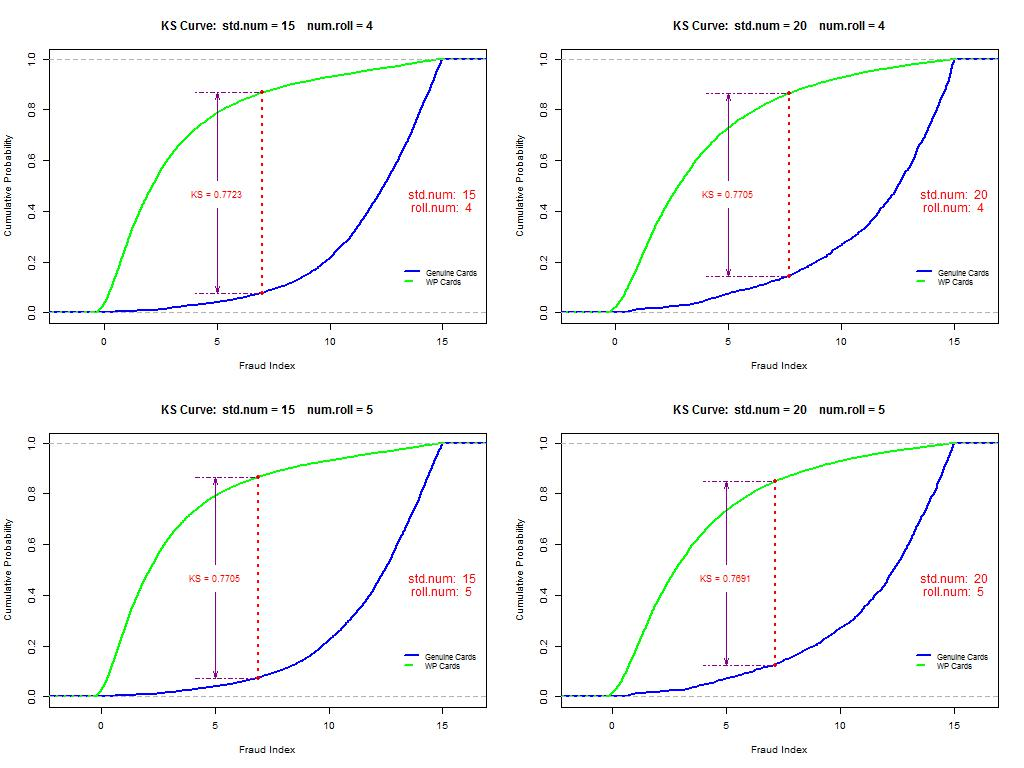 KS Curve: std.num = 15 num.roll = 4
Cumulative Probability
1.0
0.8
0.6
0.4
0.2
0.0
KS = 0.7723
std.num: 15
roll.num: 4
Genuine Cards
WP Cards
0 5 10 15
Fraud Index
KS Curve: std.num = 20 num.roll = 4
Cumulative Probability
1.0
0.8
0.6
0.4
0.2
0.0
KS = 0.7705
std.num: 20
roll.num: 4
Genuine Cards
WP Cards
0 5 10 15
Fraud Index
KS Curve: std.num = 15 num.roll = 5
Cumulative Probability
1.0
0.8
0.6
0.4
0.2
0.0
KS = 0.7705
std.num: 15
roll.num: 5
Genuine Cards
WP Cards
0 5 10 15
Fraud Index
KS Curve: std.num = 20 num.roll = 5
Cumulative Probability
1.0
0.8
0.6
0.4
0.2
0.0
KS = 0.7691
std.num: 20
roll.num: 5
Genuine Cards
WP Cards
0 5 10 15
Fraud Index